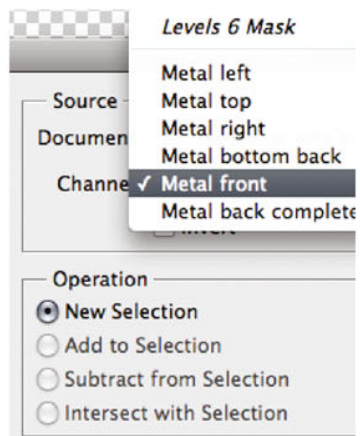 Levels 6 Mask
Metal left
Source
Metal top
Metal right
Documen
Metal bottom back
Channe ✓ Metal front
Metal back complete
Invert
Operation
New Selection
Add to Selection
Subtract from Selection
Intersect with Selection